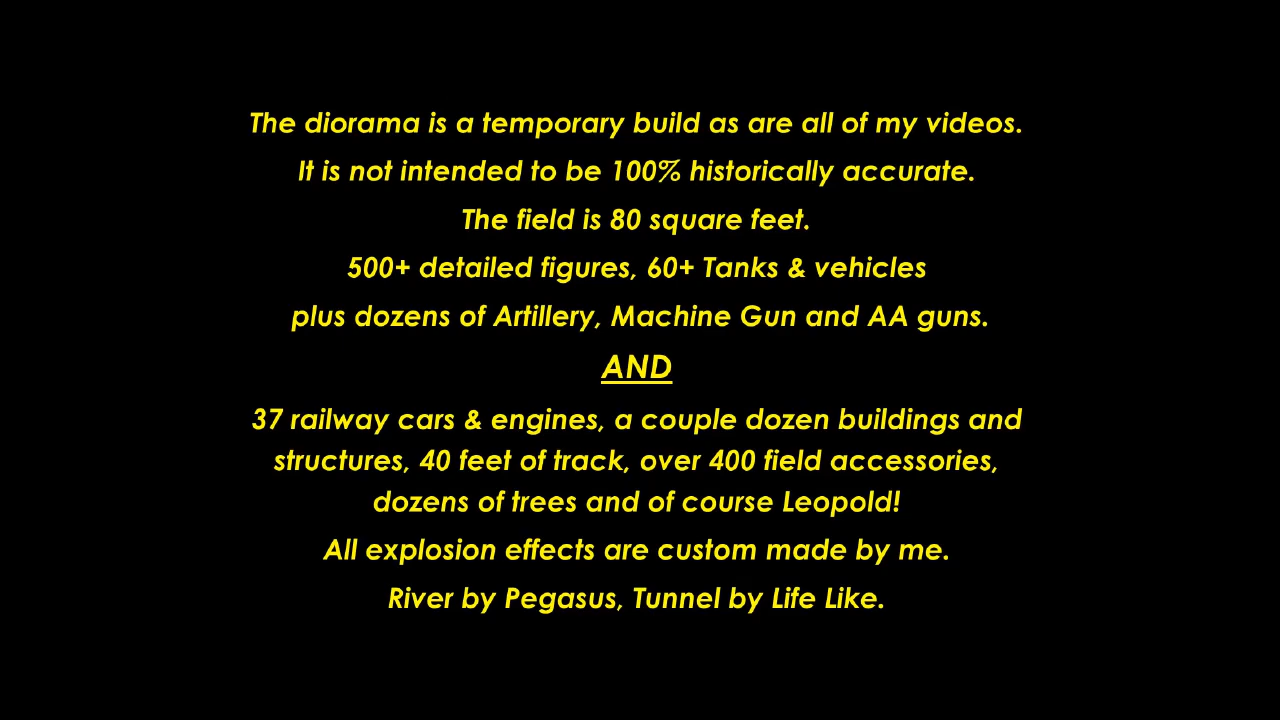 The diorama is a temporary build as are all of my videos.
It is not intended to be 100% historically accurate.
The field is 80 square feet.
500+ detailed figures, 60+ Tanks & vehicles
plus dozens of Artillery, Machine Gun and AA guns.
AND
37 railway cars & engines, a couple dozen buildings and
structures, 40 feet of track, over 400 field accessories,
dozens of trees and of course Leopold!
All explosion effects are custom made by me.
River by Pegasus, Tunnel by Life Like.